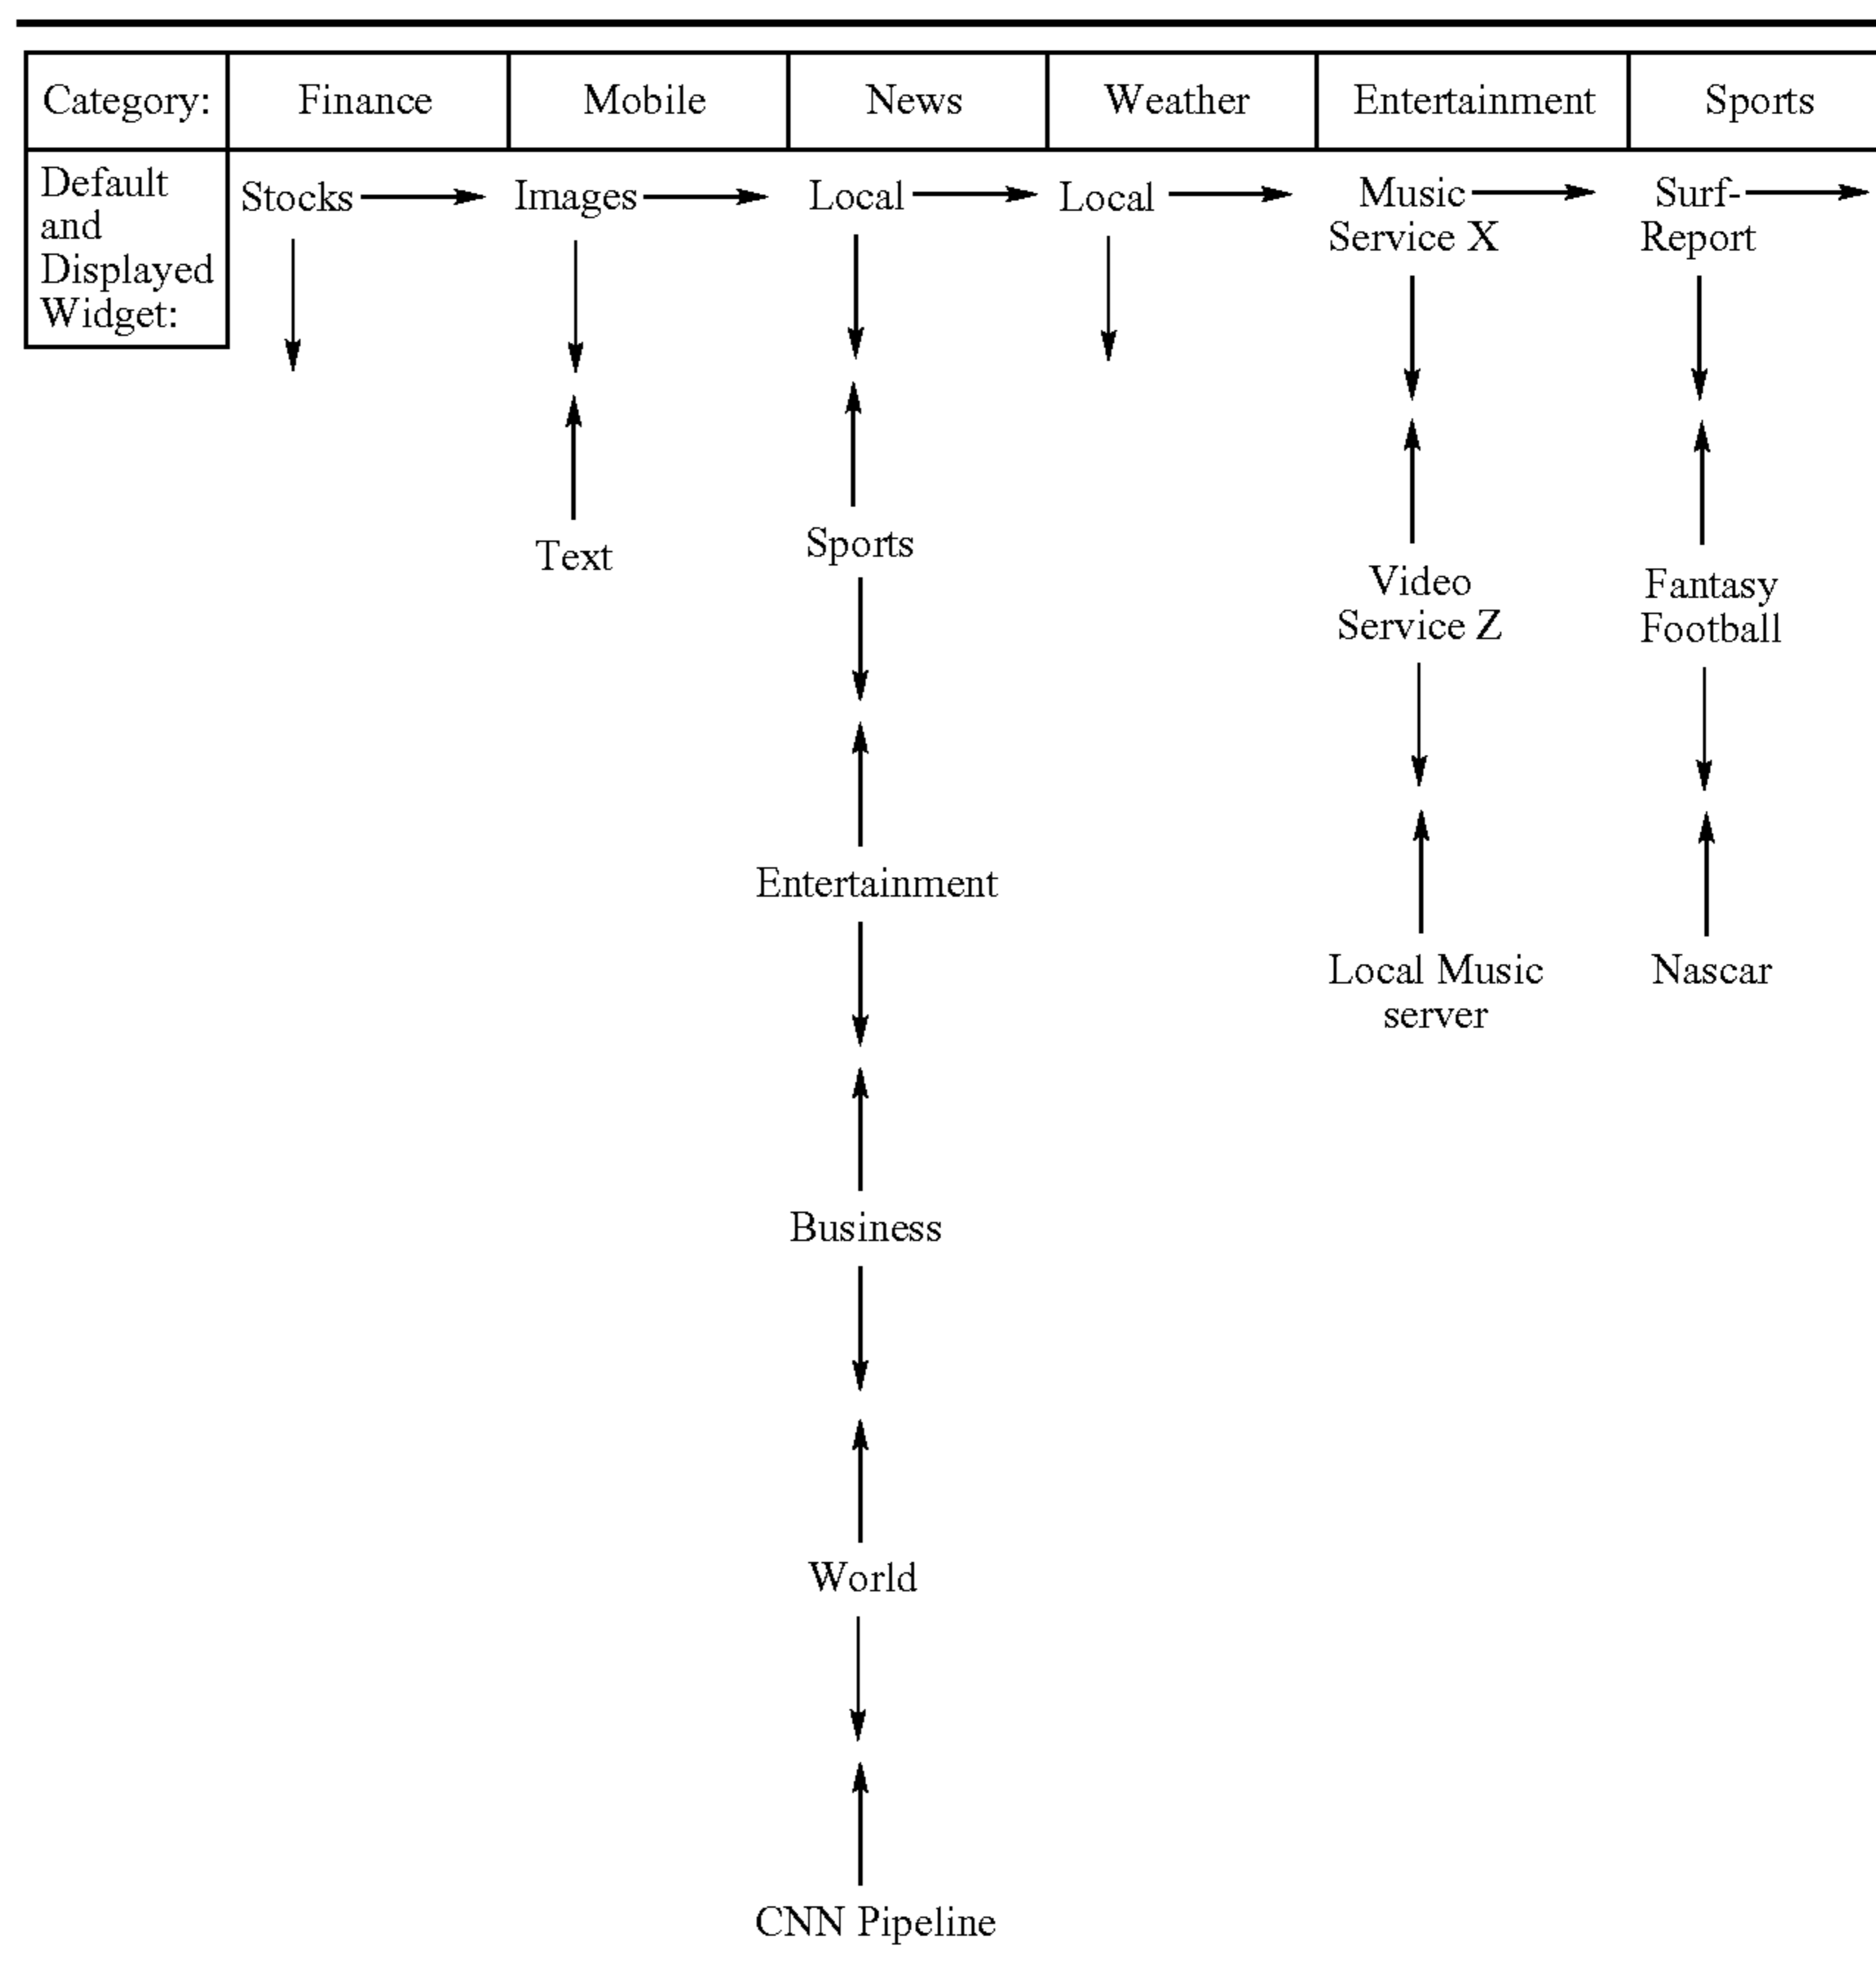 Category: Finance Mobile News Weather Entertainment Sports
Default
and
Displayed
Widget:
Stocks Images Local Local Music Surf-
Service X Report
Text Sports Video Fantasy
Service Z Football
Entertainment
Local Music Nascar
server
Business
World
CNN Pipeline